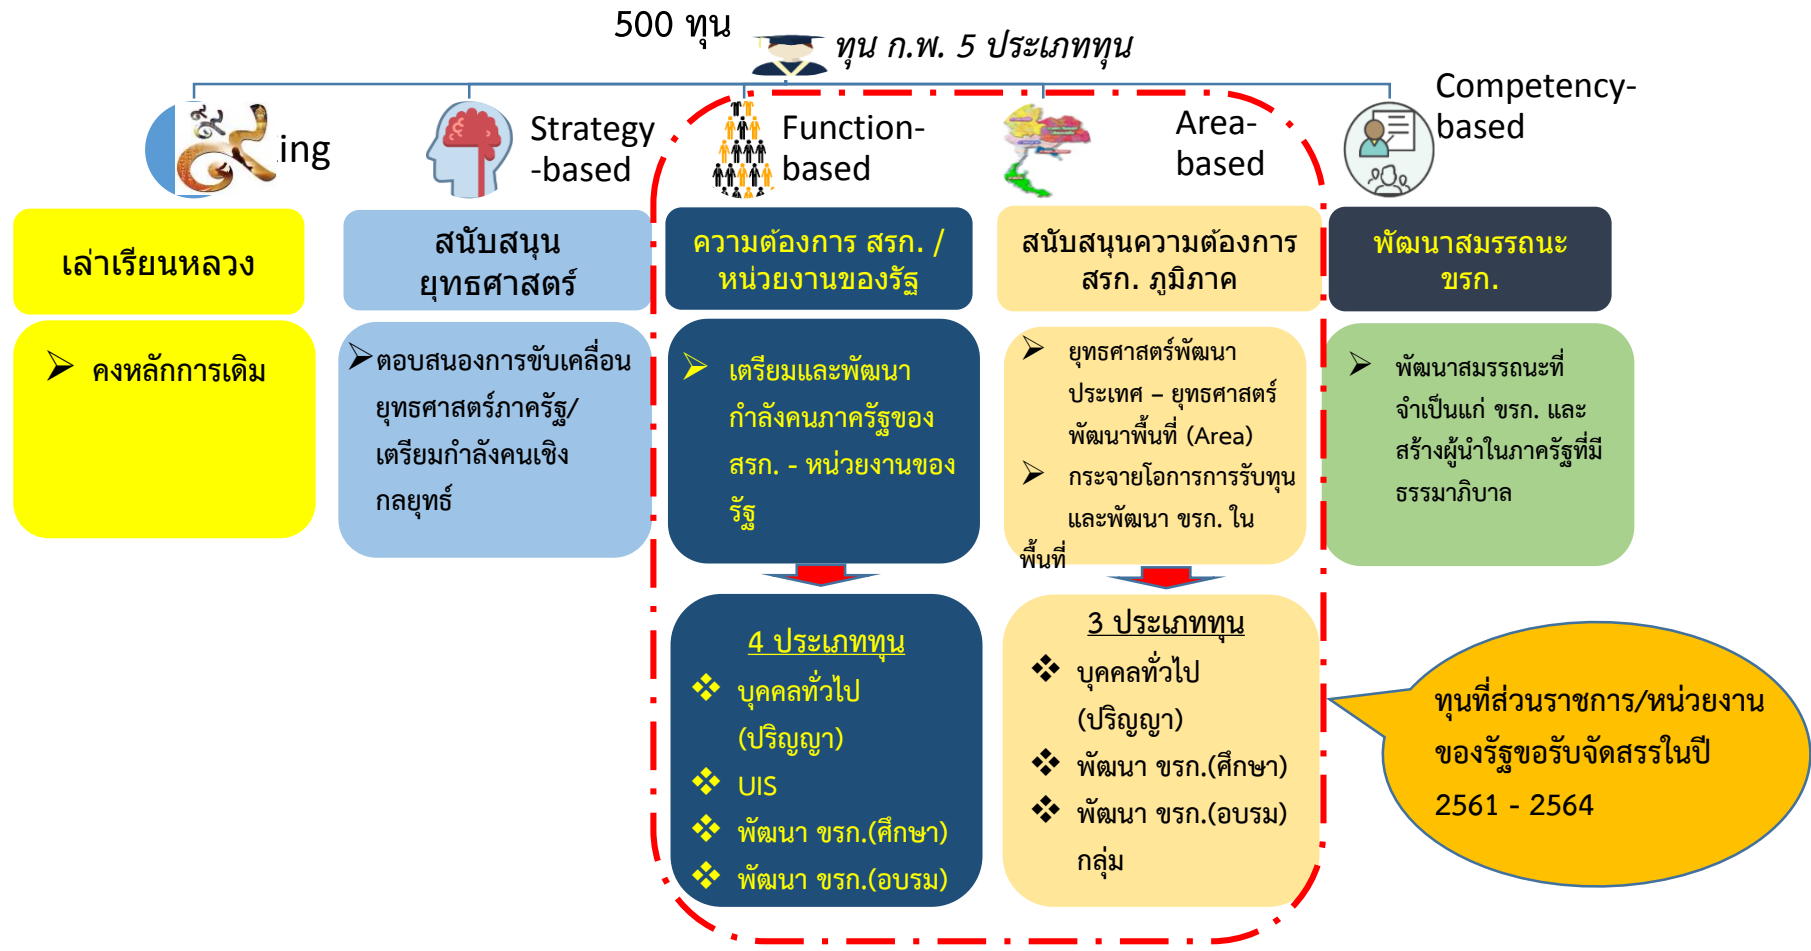 500 ทุน
ทุน ก.พ. 5 ประเภททุน
ing
Strategy
-based
Function-
based
Area-
based
Competency-
based
เล่าเรียนหลวง
สนับสนุน
ยุทธศาสตร์
ความต้องการ สรก. /
หน่วยงานของรัฐ
สนับสนุนความต้องการ
สรก. ภูมิภาค
พัฒนาสมรรถนะ
ขรก.
➢ คงหลักการเดิม
➢ ตอบสนองการขับเคลื่อน
ยุทธศาสตร์ภาครัฐ/
เตรียมกำลังคนเชิง
กลยุทธ์
➢ เตรียมและพัฒนา
กำลังคนภาครัฐของ
สรก. - หน่วยงานของ
รัฐ
➢ ยุทธศาสตร์พัฒนา
ประเทศ – ยุทธศาสตร์
พัฒนาพื้นที่ (Area)
➢ กระจายโอการการรับทุน
และพัฒนา ขรก. ใน
พื้นที่
➢ พัฒนาสมรรถนะที่
จำเป็นแก่ ขรก. และ
สร้างผู้นำในภาครัฐที่มี
ธรรมาภิบาล
4 ประเภททุน
❖ บุคคลทั่วไป
(ปริญญา)
❖ UIS
❖ พัฒนา ขรก.(ศึกษา)
❖ พัฒนา ขรก.(อบรม)
3 ประเภททุน
❖ บุคคลทั่วไป
(ปริญญา)
❖ พัฒนา ขรก.(ศึกษา)
❖ พัฒนา ขรก.(อบรม)
กลุ่ม
ทุนที่ส่วนราชการ/หน่วยงาน
ของรัฐขอรับจัดสรรในปี
2561 - 2564